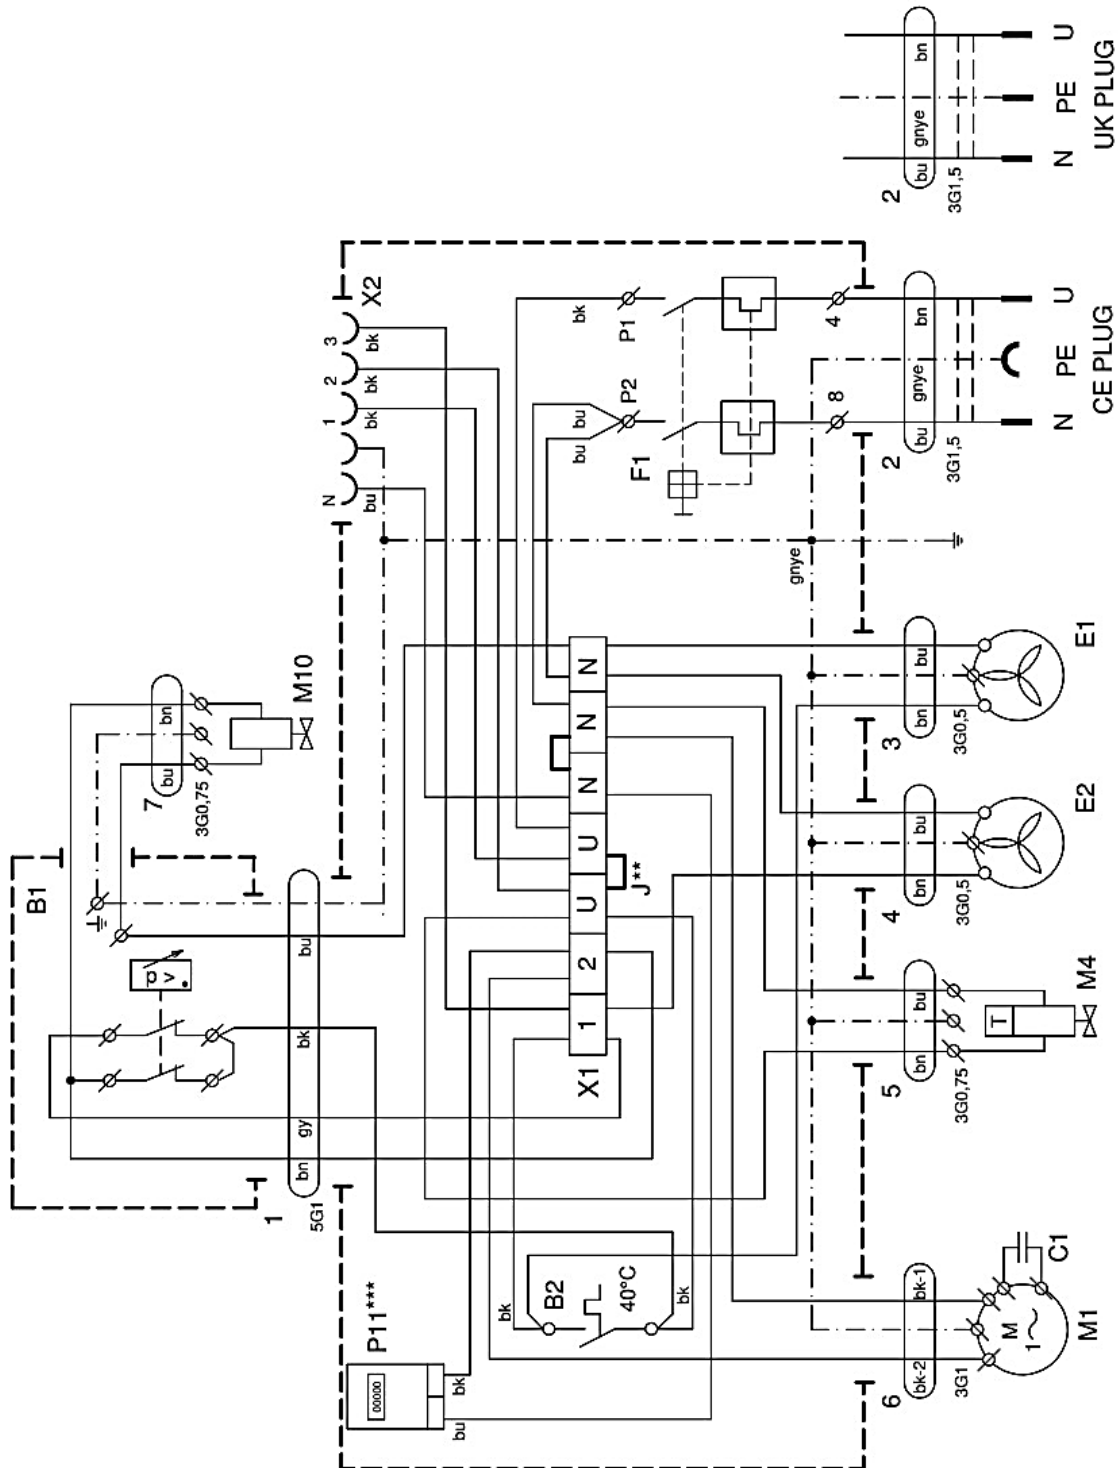 B1
7
bu
bn
3G0,75
M10
P
V
1
bn
gy
bk
bu
5G1
N
1
2
3
bu
bk
bk
bk
X2
P11***
00000
bu
bk
bk
B2
40°C
bk
X1
1
2
U
U
N
N
N
J**
bu
bu
bk
P2
P1
F1
gnye
8
4
6
bk-2
bk-1
3G1
M
1~
C1
M1
5
bn
bu
3G0,75
T
M4
4
bn
bu
3G0,5
E2
3
bn
bu
3G0,5
E1
2
bu
gnye
bn
3G1,5
N
PE
U
CE PLUG
2
bu
gnye
bn
3G1,5
N
PE
U
UK PLUG